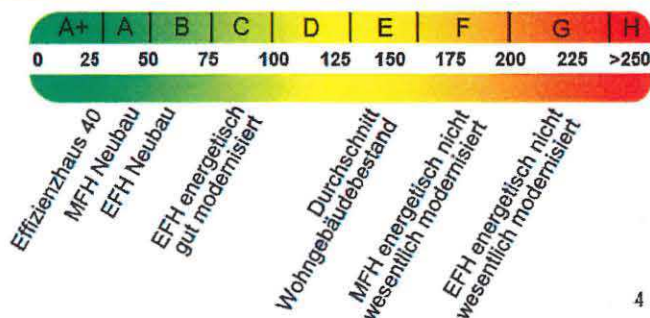 A+ A B C D E F G H
0 25 50 75 100 125 150 175 200 225 >250
Effizienzhaus 40
MFH Neubau
EFH Neubau
EFH energetisch
gut modernisiert
Durchschnitt
Wohngebäudebestand
MFH energetisch nicht
wesentlich modernisiert
EFH energetisch nicht
wesentlich modernisiert
4